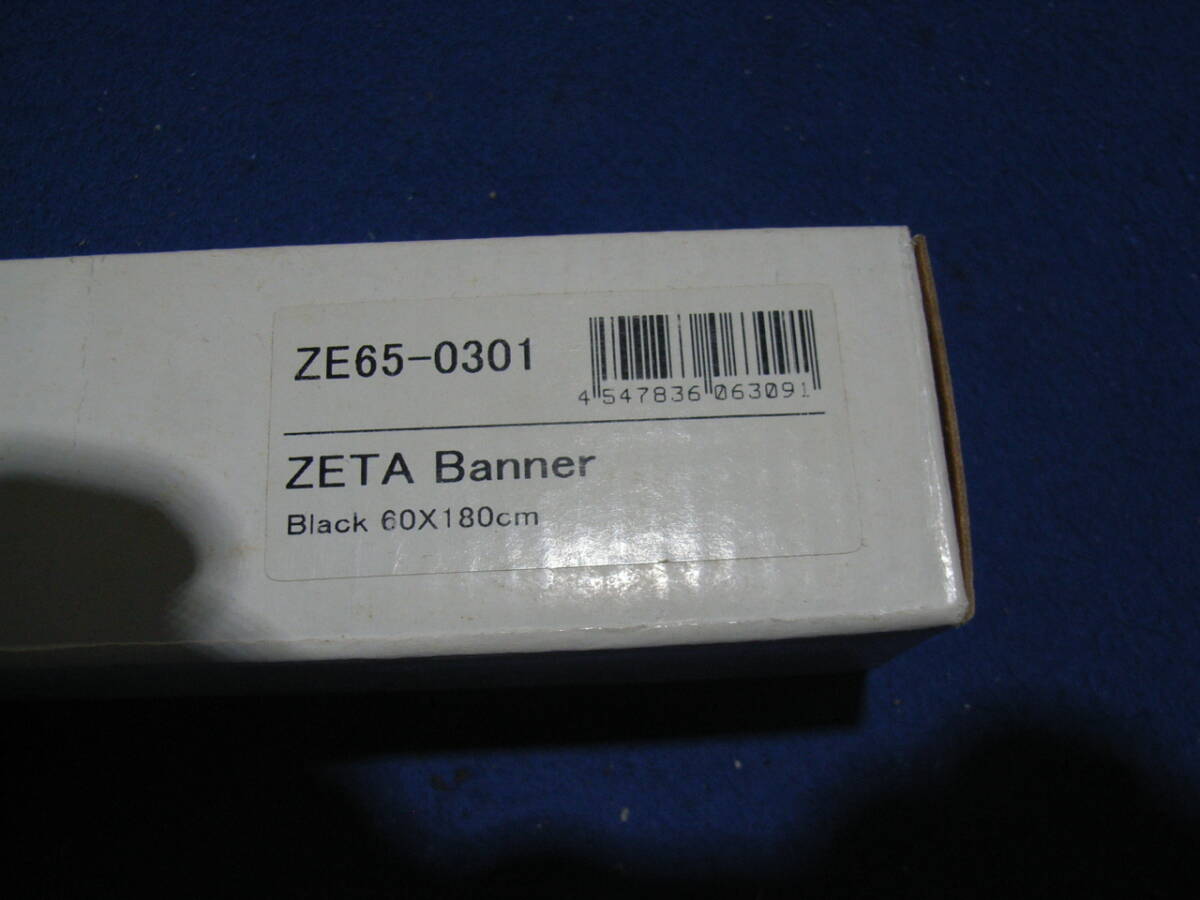 ZE65-0301
4 547836 063091
ZETA Banner
Black 60X180cm